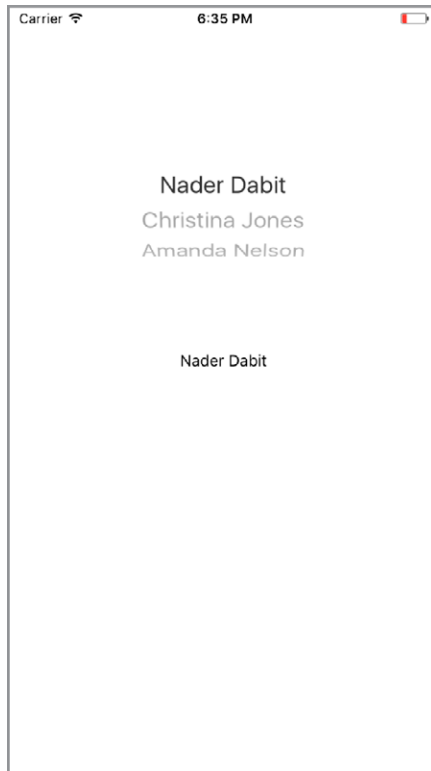 Carrier 6:35 PM
Nader Dabit
Christina Jones
Amanda Nelson
Nader Dabit